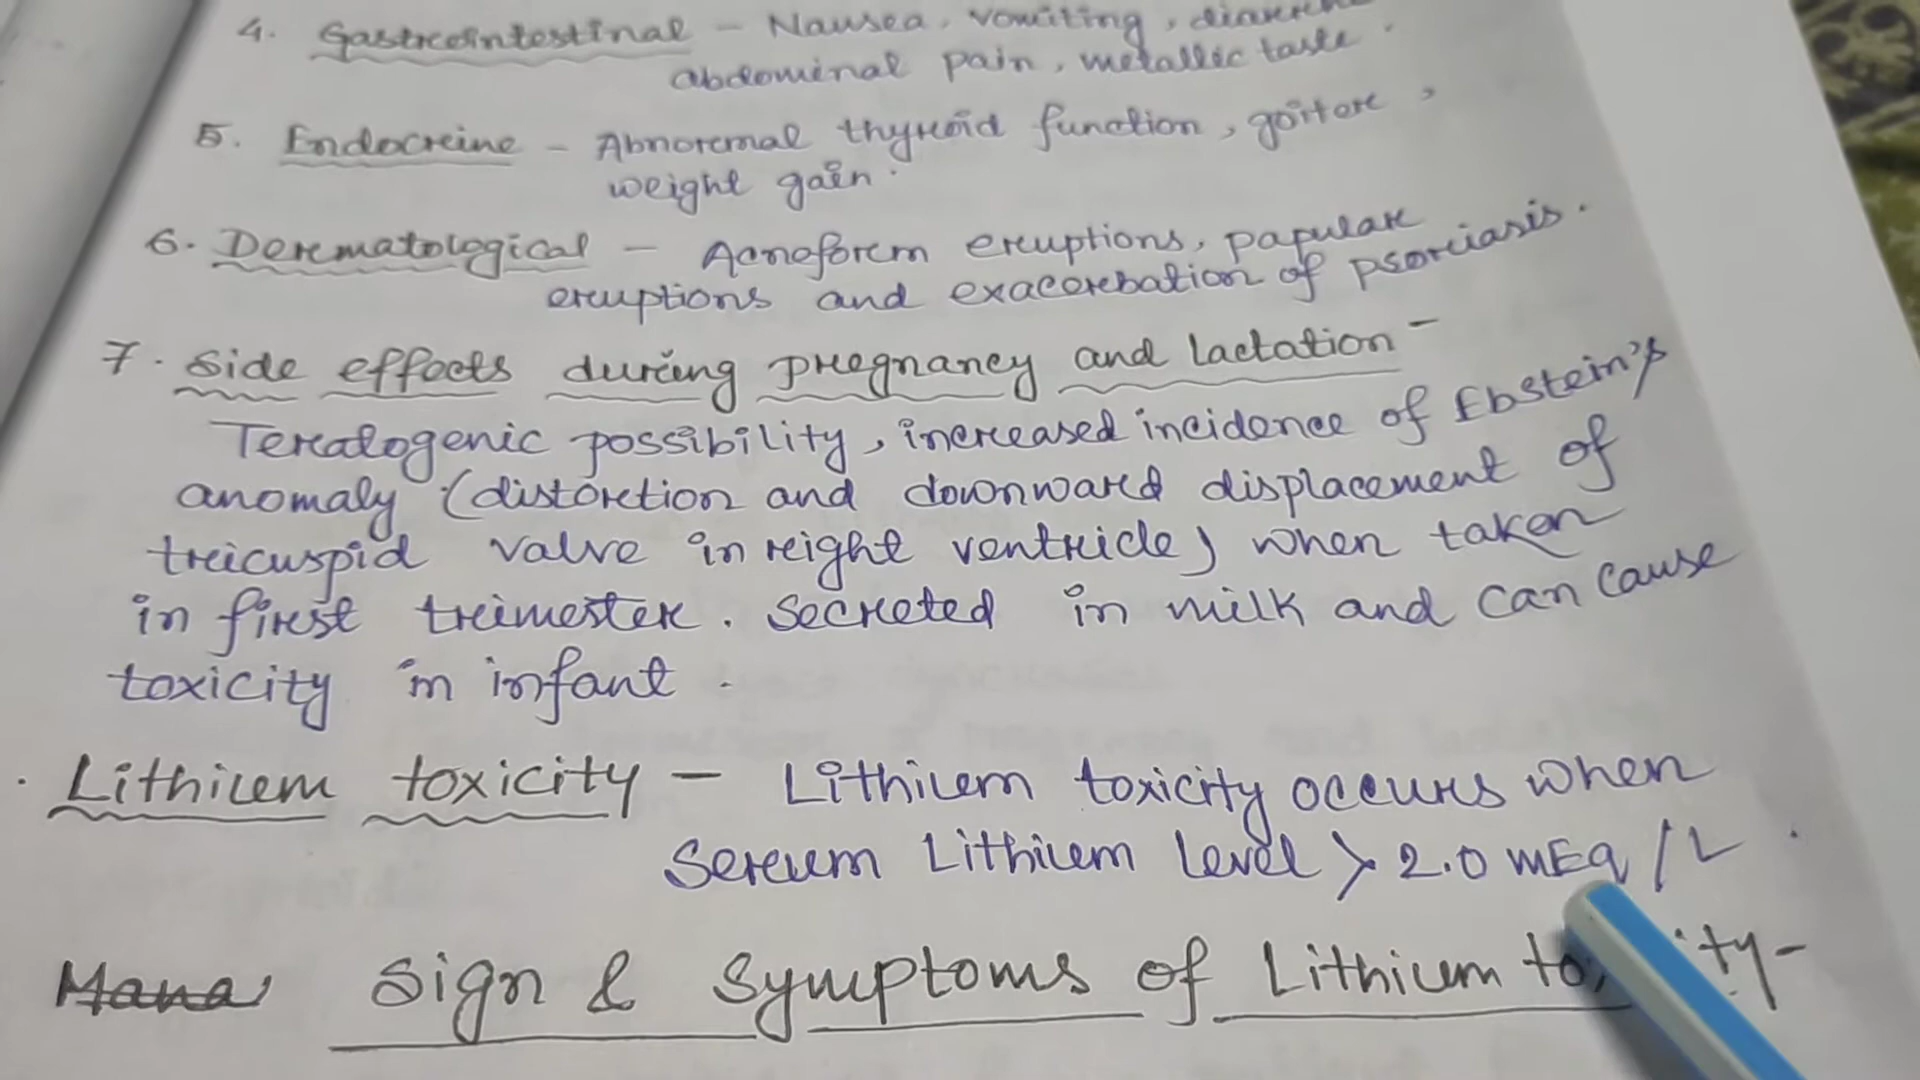 4. Gastrointestinal - Nausea, vomiting, diarrh
abdominal pain, metallic taste.
5. Endocrine - Abnormal thyroid function, goitore,
weight gain.
6. Dermatological - Acnoform eruptions, papular
eruptions and exacerbation of psoriasis.
7. Side effects during pregnancy and lactation -
Teratogenic possibility, increased incidence of Ebstein's
anomaly (distortion and downward displacement of
tricuspid valve in right ventricle) when taken
in first trimester. Secreted in milk and can cause
toxicity in infant.
. Lithium toxicity - Lithium toxicity occurs when
Serum Lithium level > 2.0 mEq/L.
Mana Sign & Symptoms of Lithium to ty-